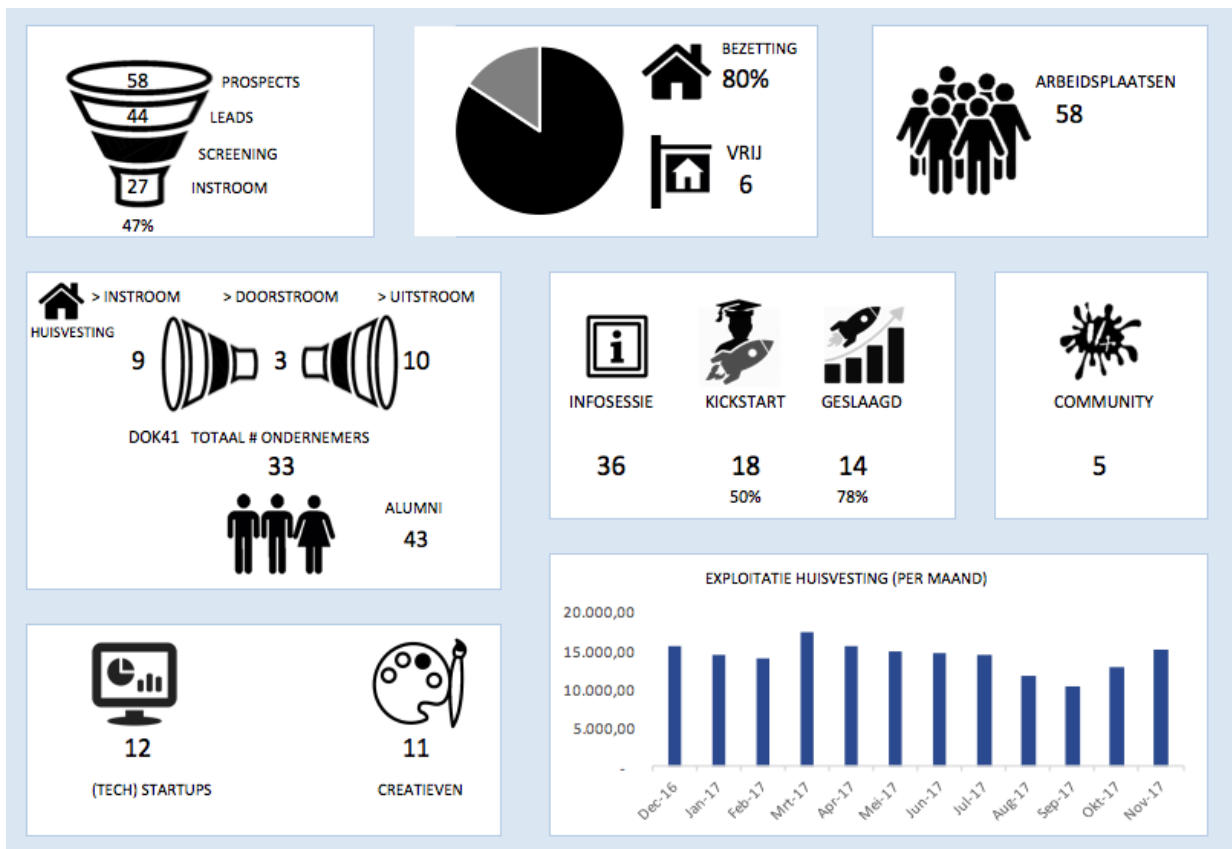 58 PROSPECTS
44 LEADS
SCREENING
27 INSTROOM
47%
BEZETTING
80%
VRIJ
6
ARBEIDSPLAATSEN
58
> INSTROOM > DOORSTROOM > UITSTROOM
HUISVESTING
9 3 10
DOK41 TOTAAL # ONDERNEMERS
33
ALUMNI
43
i
INFOSESSIE KICKSTART GESLAAGD
36 18 14
50% 78%
COMMUNITY
5
12 11
(TECH) STARTUPS CREATIEVEN
EXPLOITATIE HUISVESTING (PER MAAND)
20.000,00
15.000,00
10.000,00
5.000,00
-
Dec-16 Jan-17 Feb-17 Mrt-17 Apr-17 Mei-17 Jun-17 Jul-17 Aug-17 Sep-17 Okt-17 Nov-17